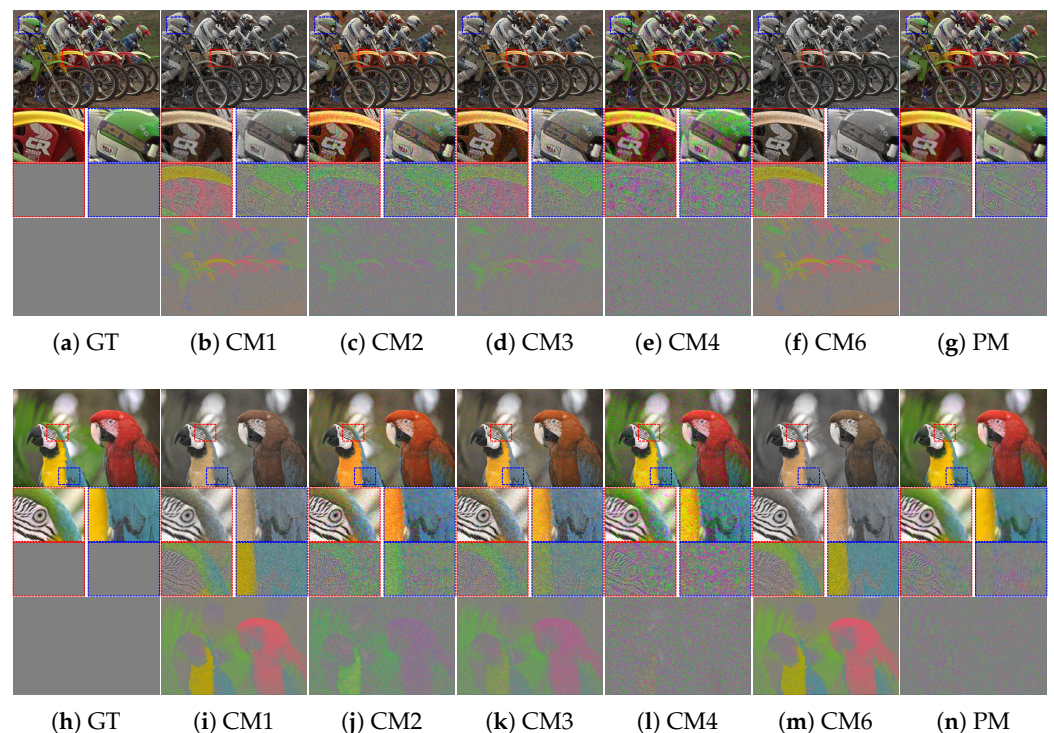 (a) GT (b) CM1 (c) CM2 (d) CM3 (e) CM4 (f) CM6 (g) PM
(h) GT (i) CM1 (j) CM2 (k) CM3 (l) CM4 (m) CM6 (n) PM